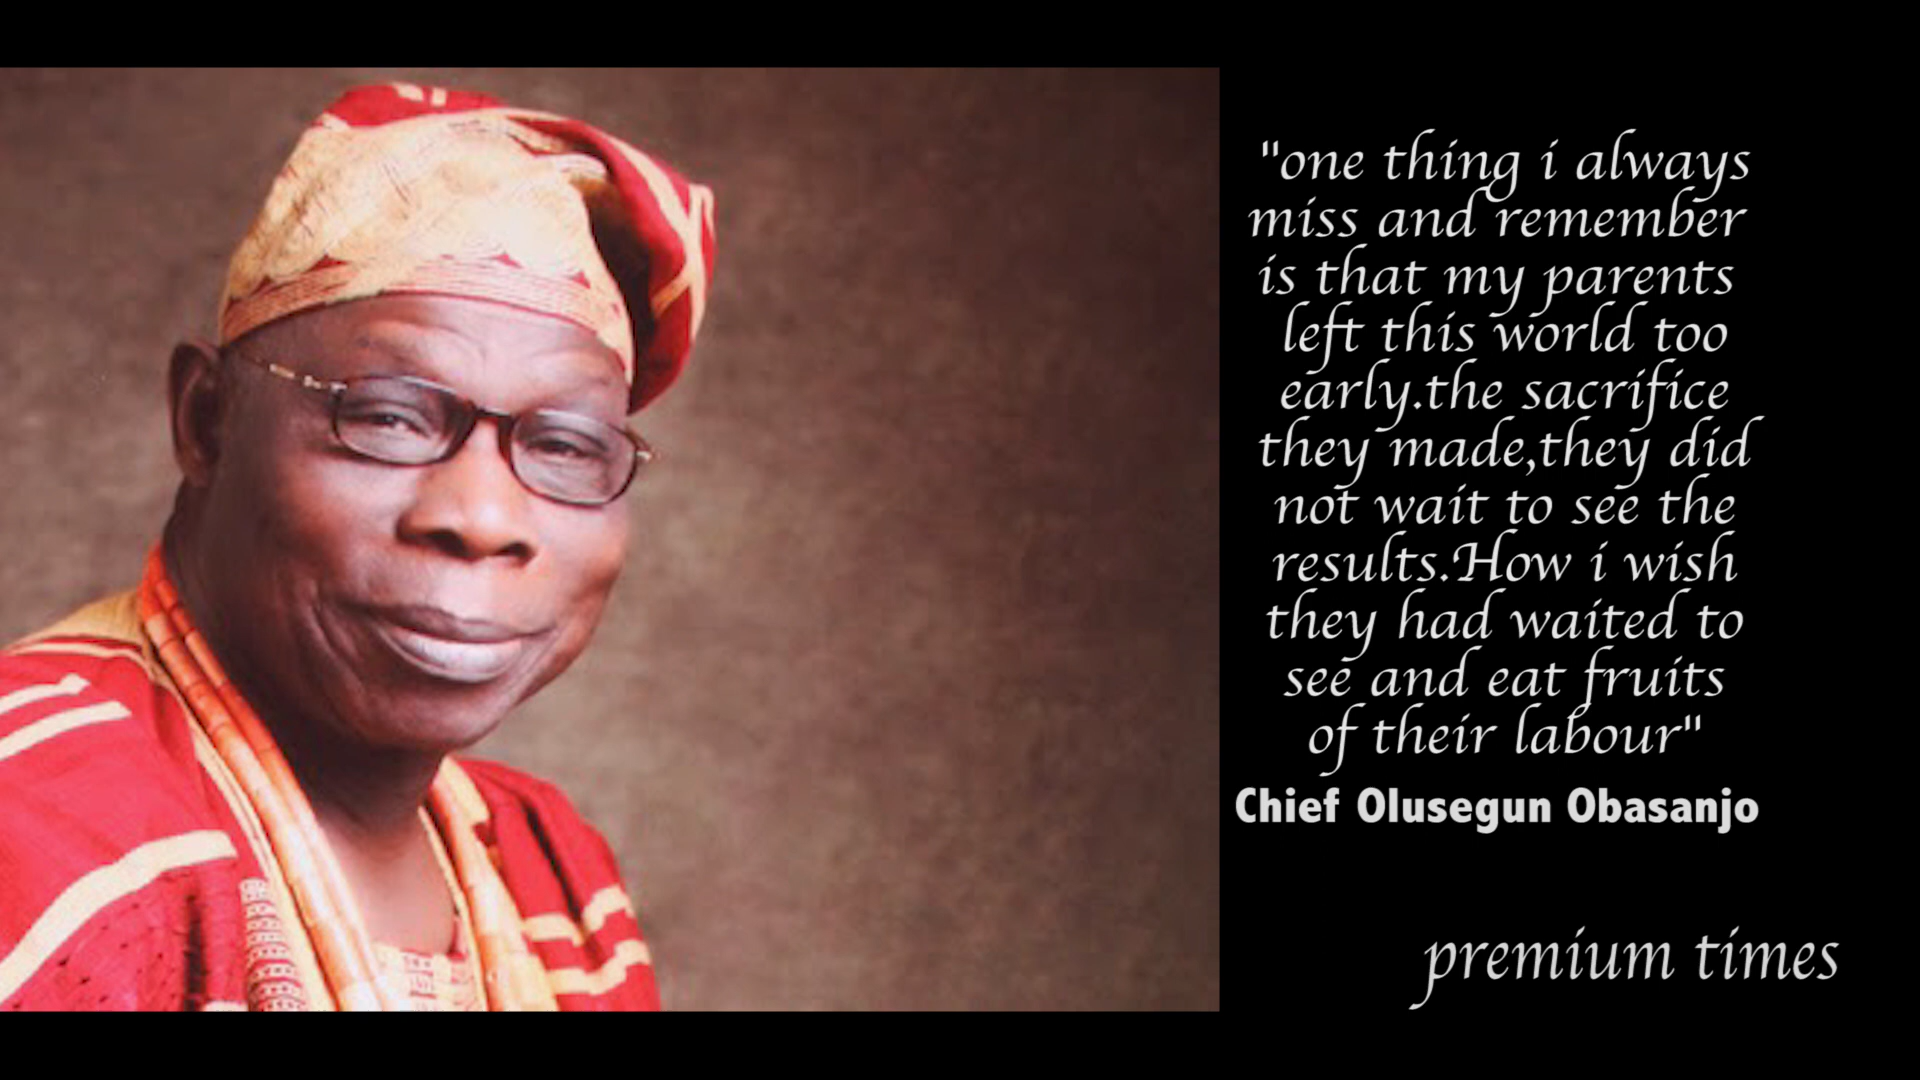 "one thing i always
miss and remember
is that my parents
left this world too
early.the sacrifice
they made,they did
not wait to see the
results.How i wish
they had waited to
see and eat fruits
of their labour"
Chief Olusegun Obasanjo
premium times